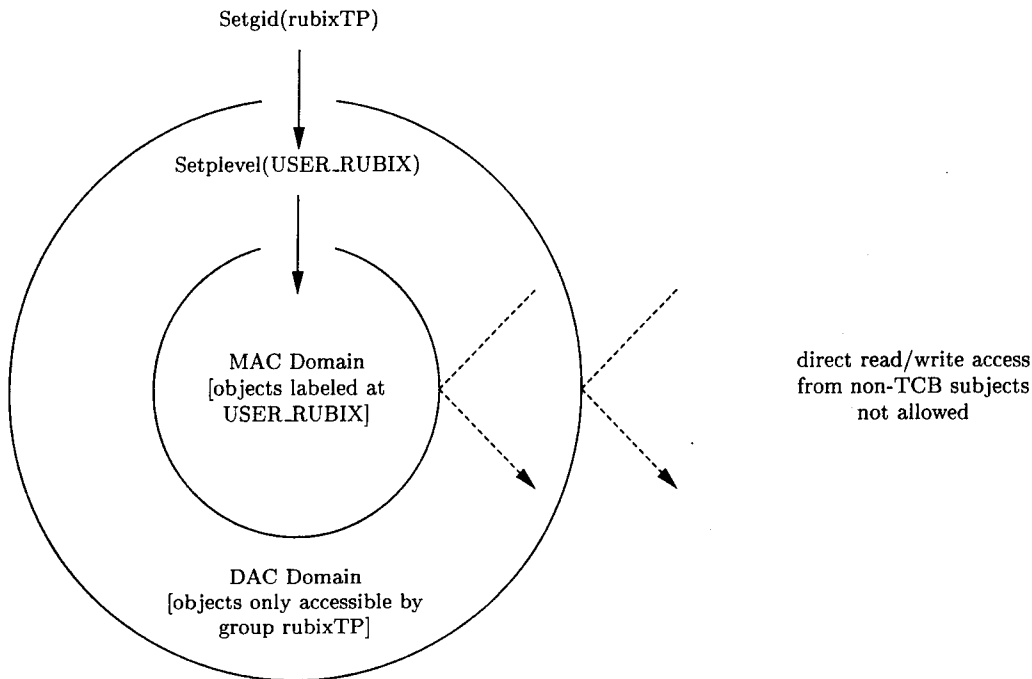 Setgid(rubixTP)
Setplevel(USER_RUBIX)
MAC Domain
[objects labeled at
USER_RUBIX]
direct read/write access
from non-TCB subjects
not allowed
DAC Domain
[objects only accessible by
group rubixTP]